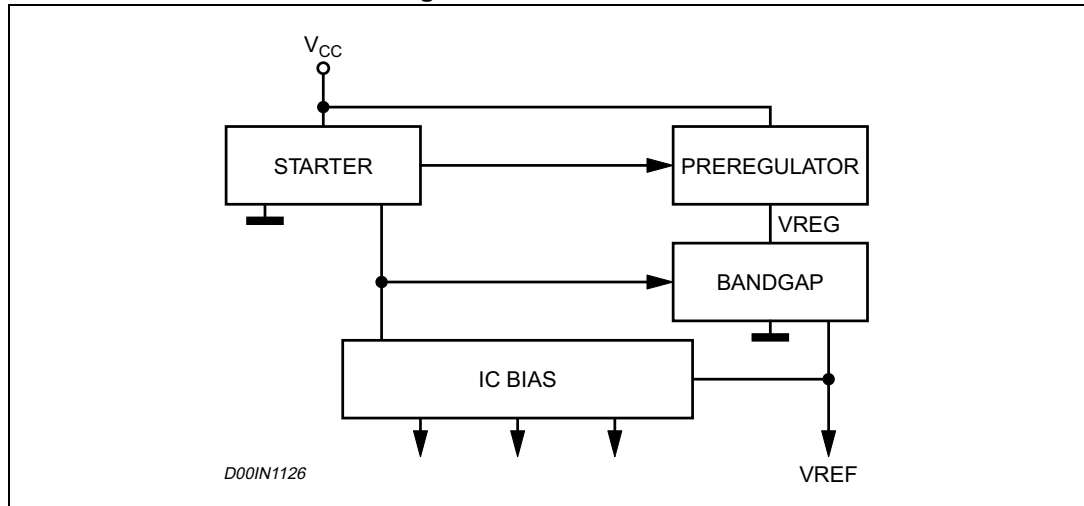 VCC
STARTER
PREREGULATOR
VREG
BANDGAP
IC BIAS
D00IN1126
VREF